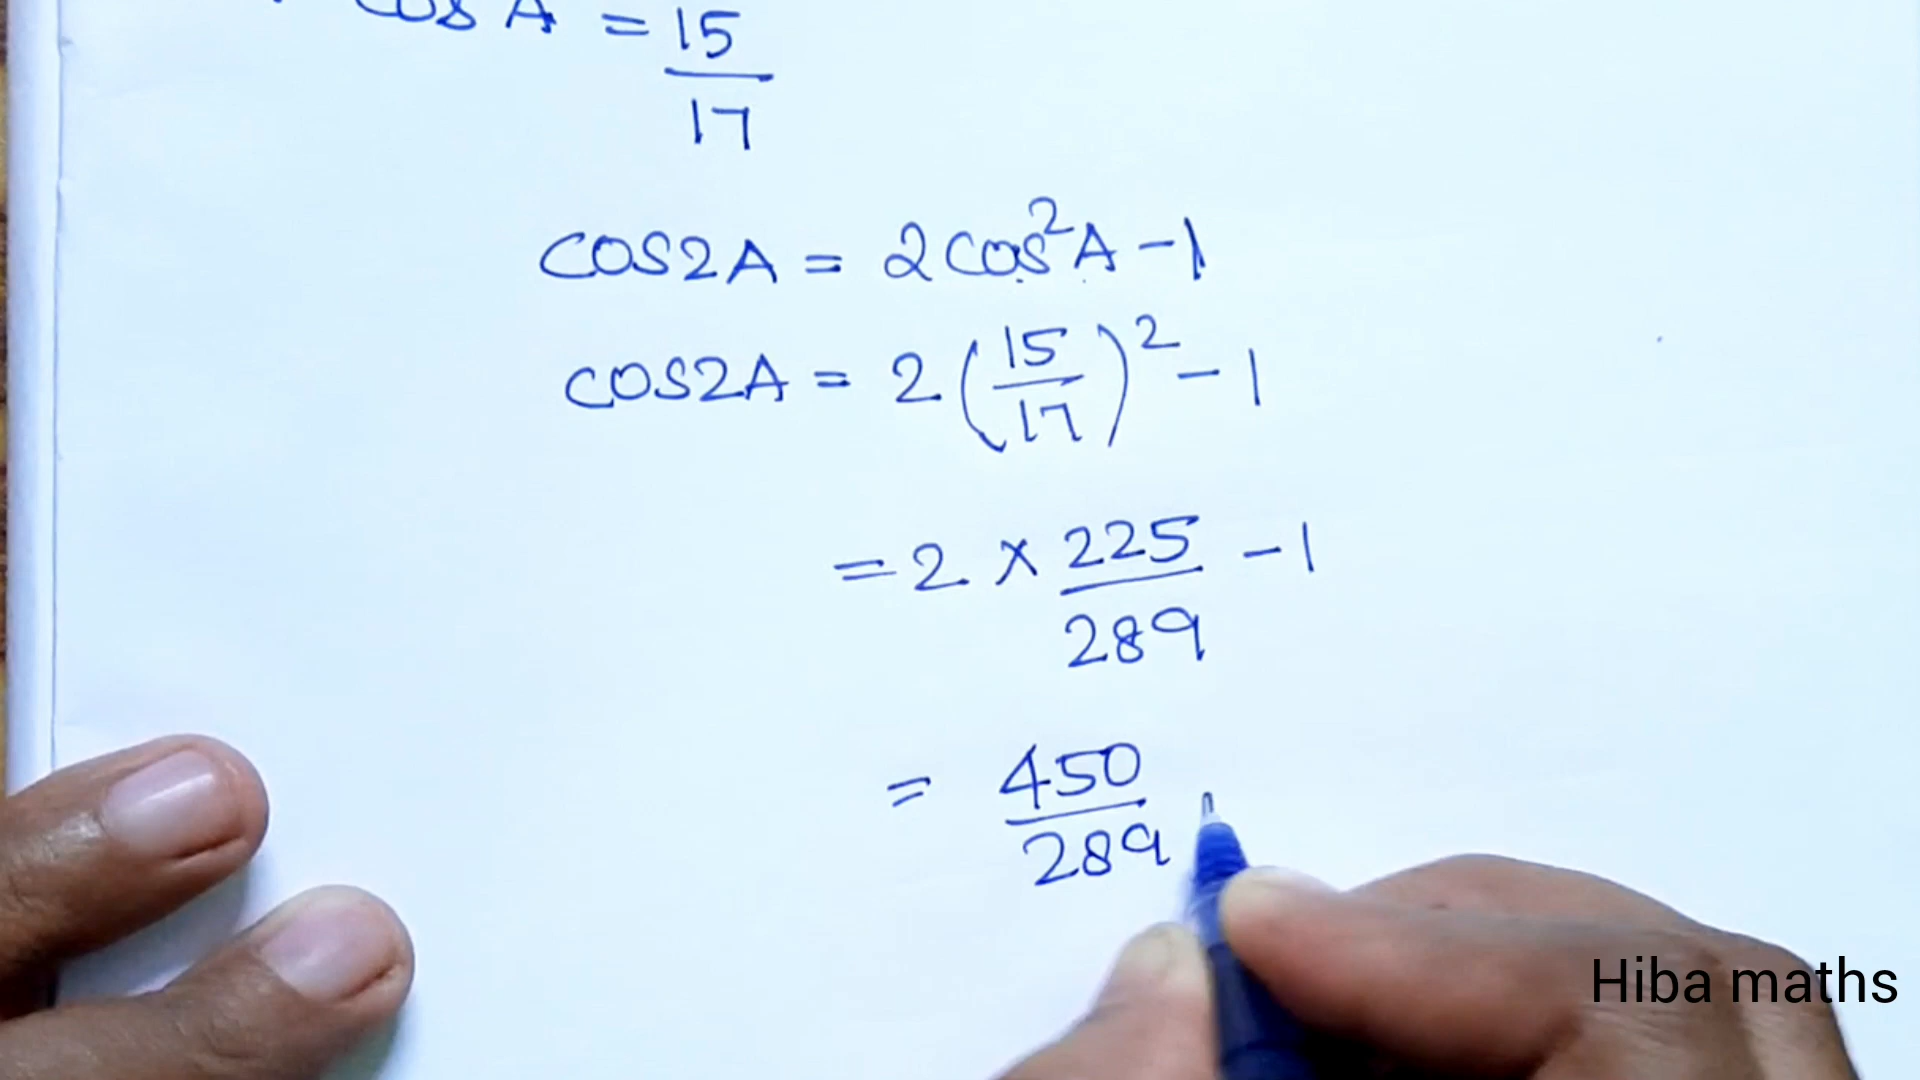 cos A = 15/17
cos2A = 2cos²A - 1
cos2A = 2(15/17)² - 1
= 2 × 225/289 - 1
= 450/289
Hiba maths